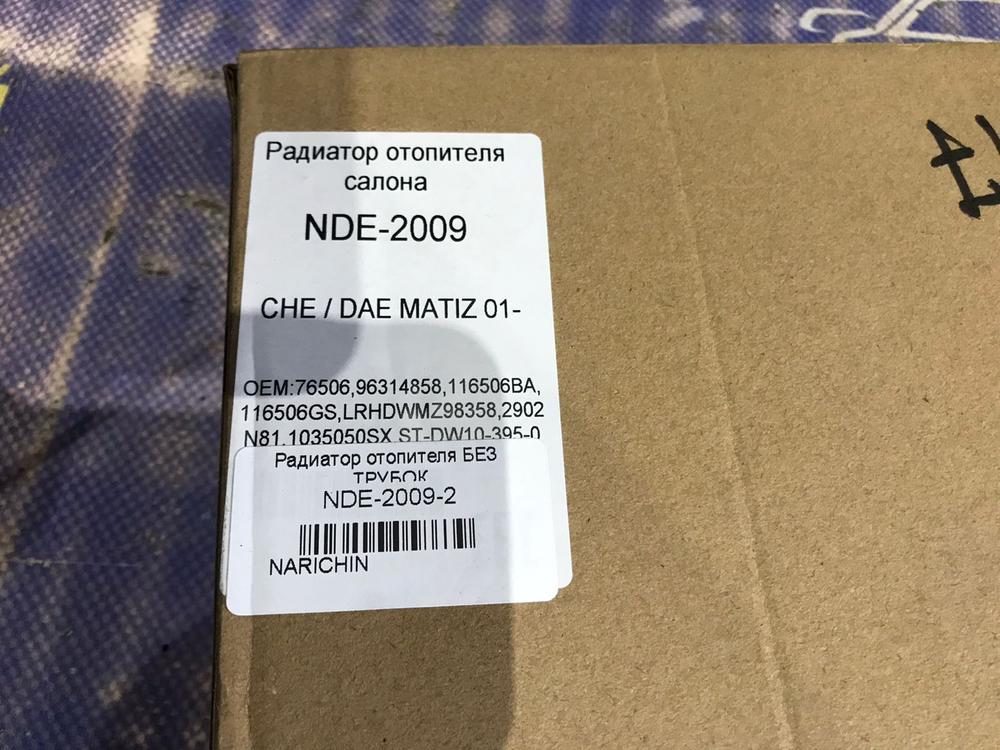 Радиатор отопителя
салона
NDE-2009
CHE / DAE MATIZ 01-
OEM:76506,96314858,116506BA,
116506GS,LRHDWMZ98358,2902
N81,1035050SX,ST-DW10-395-0
Радиатор отопителя БЕЗ
ТРУБОК
NDE-2009-2
NARICHIN